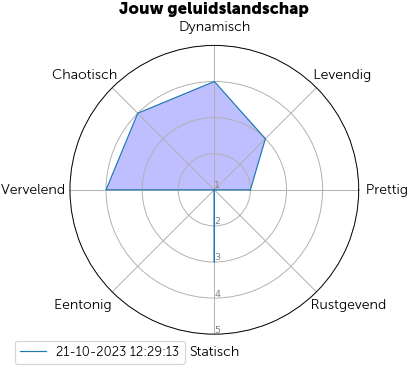 Jouw geluidslandschap
Dynamisch
Chaotisch
Levendig
Vervelend
1
Prettig
2
3
4
Eentonig
Rustgevend
5
21-10-2023 12:29:13
Statisch